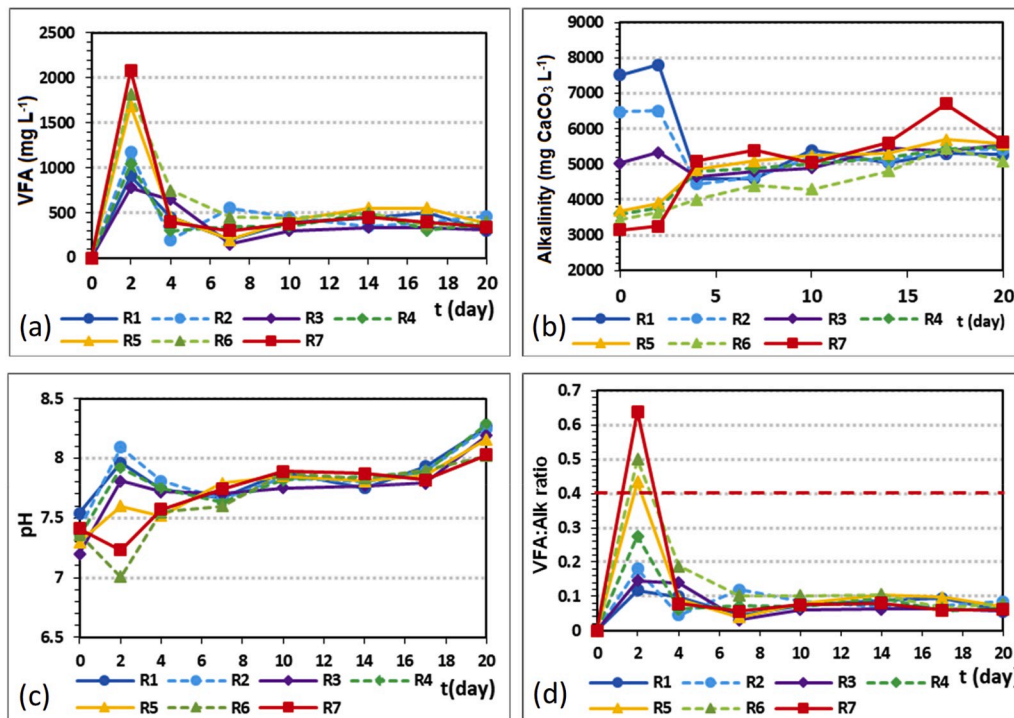 VFA (mg L⁻¹)
2500
2000
1500
1000
500
0
0 2 4 6 8 10 12 14 16 18 20
t (day)
(a)
R1 R2 R3 R4
R5 R6 R7
Alkalinity (mg CaCO₃ L⁻¹)
9000
8000
7000
6000
5000
4000
3000
2000
0 5 10 15 20
t (day)
(b)
R1 R2 R3 R4
R5 R6 R7
pH
8.5
8
7.5
7
6.5
0 2 4 6 8 10 12 14 16 18 20
t(day)
(c)
R1 R2 R3 R4
R5 R6 R7
VFA:Alk ratio
0.7
0.6
0.5
0.4
0.3
0.2
0.1
0
0 2 4 6 8 10 12 14 16 18 20
t (day)
(d)
R1 R2 R3 R4
R5 R6 R7